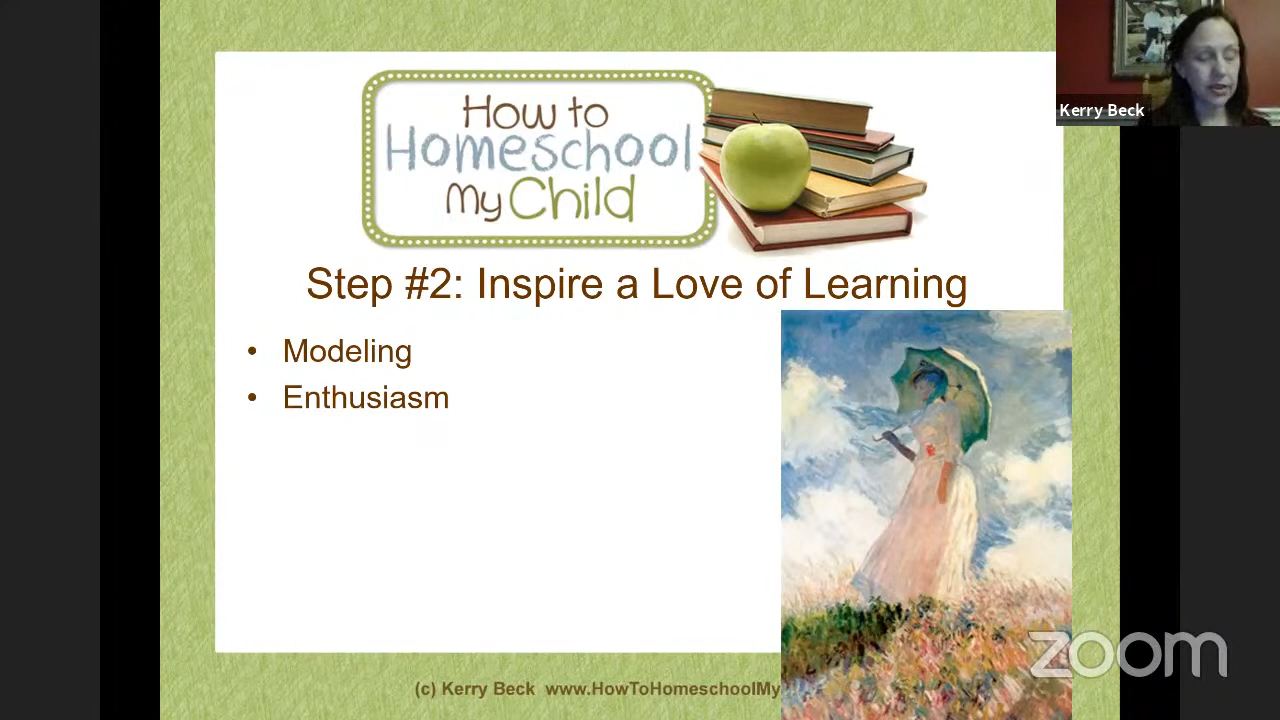 How to
Homeschool
My Child
Kerry Beck
Step #2: Inspire a Love of Learning
• Modeling
• Enthusiasm
zoom
(c) Kerry Beck www.HowToHomeschoolMy